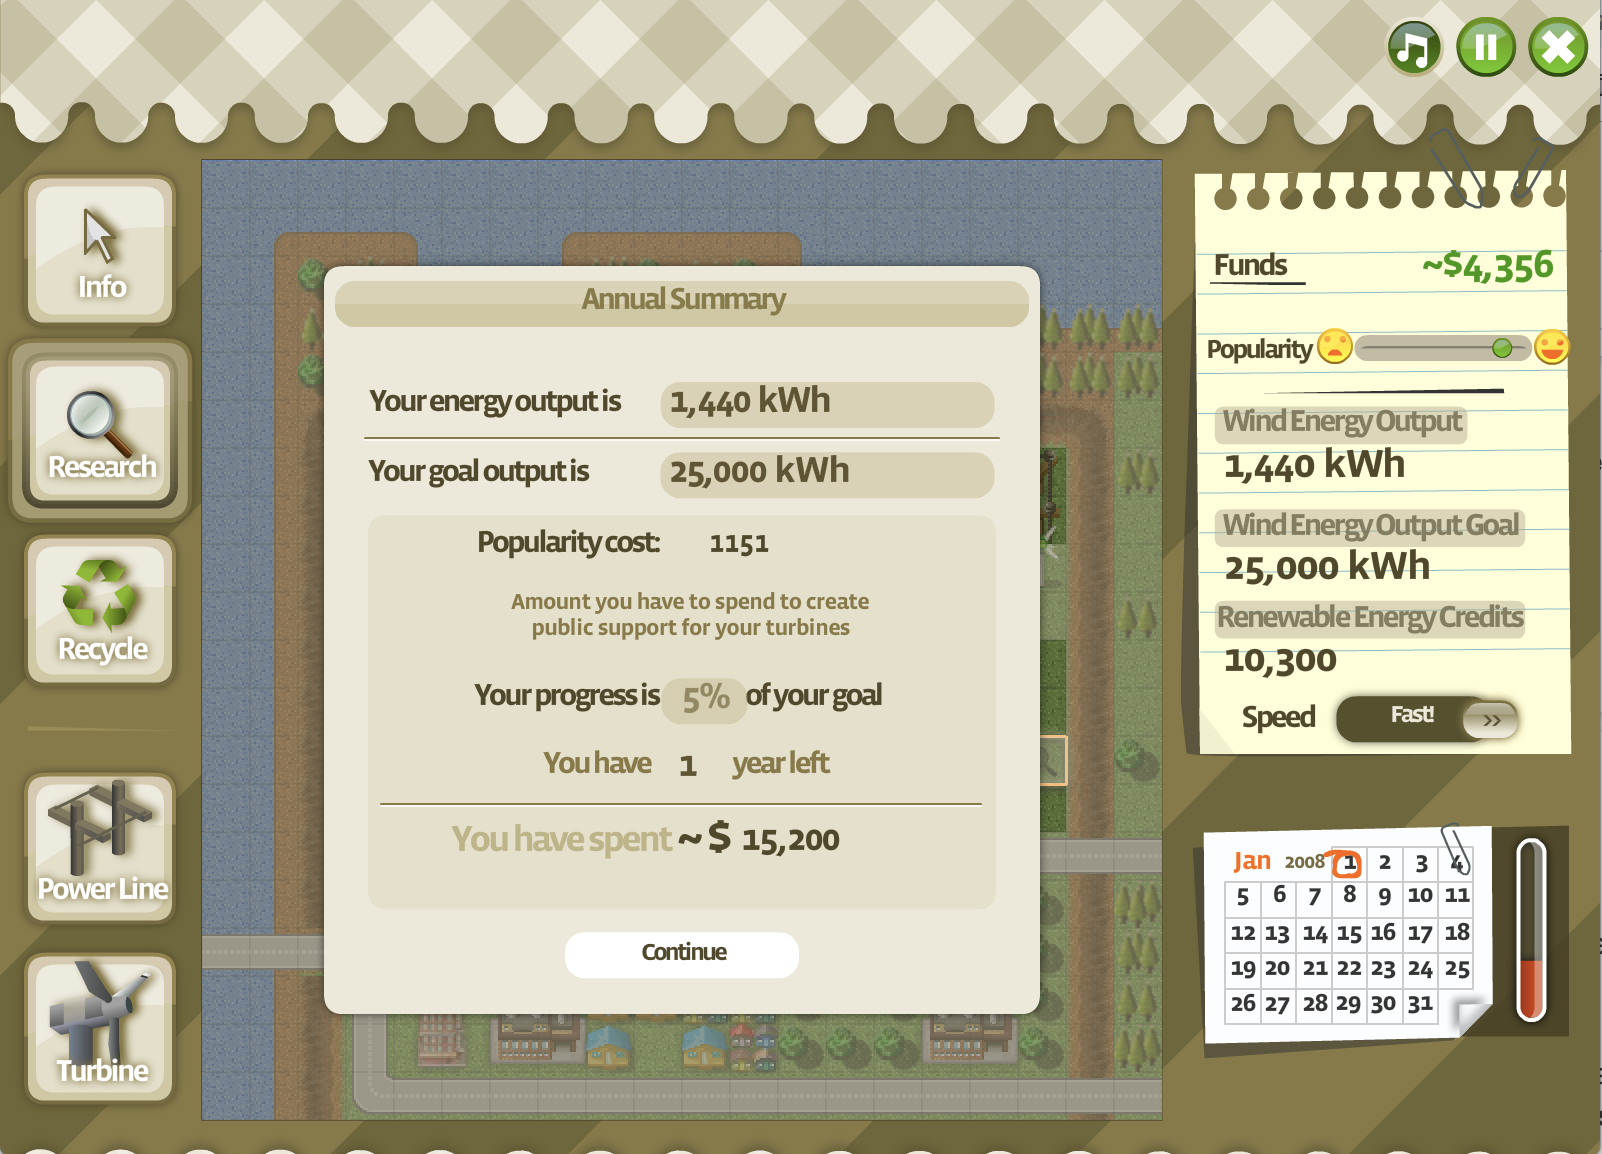 Info
Research
Recycle
Power Line
Turbine
Annual Summary
Your energy output is 1,440 kWh
Your goal output is 25,000 kWh
Popularity cost: 1151
Amount you have to spend to create
public support for your turbines
Your progress is 5% of your goal
You have 1 year left
You have spent ~$ 15,200
Continue
Funds ~$4,356
Popularity
Wind Energy Output
1,440 kWh
Wind Energy Output Goal
25,000 kWh
Renewable Energy Credits
10,300
Speed Fast! »
Jan 2008 1 2 3 4
5 6 7 8 9 10 11
12 13 14 15 16 17 18
19 20 21 22 23 24 25
26 27 28 29 30 31